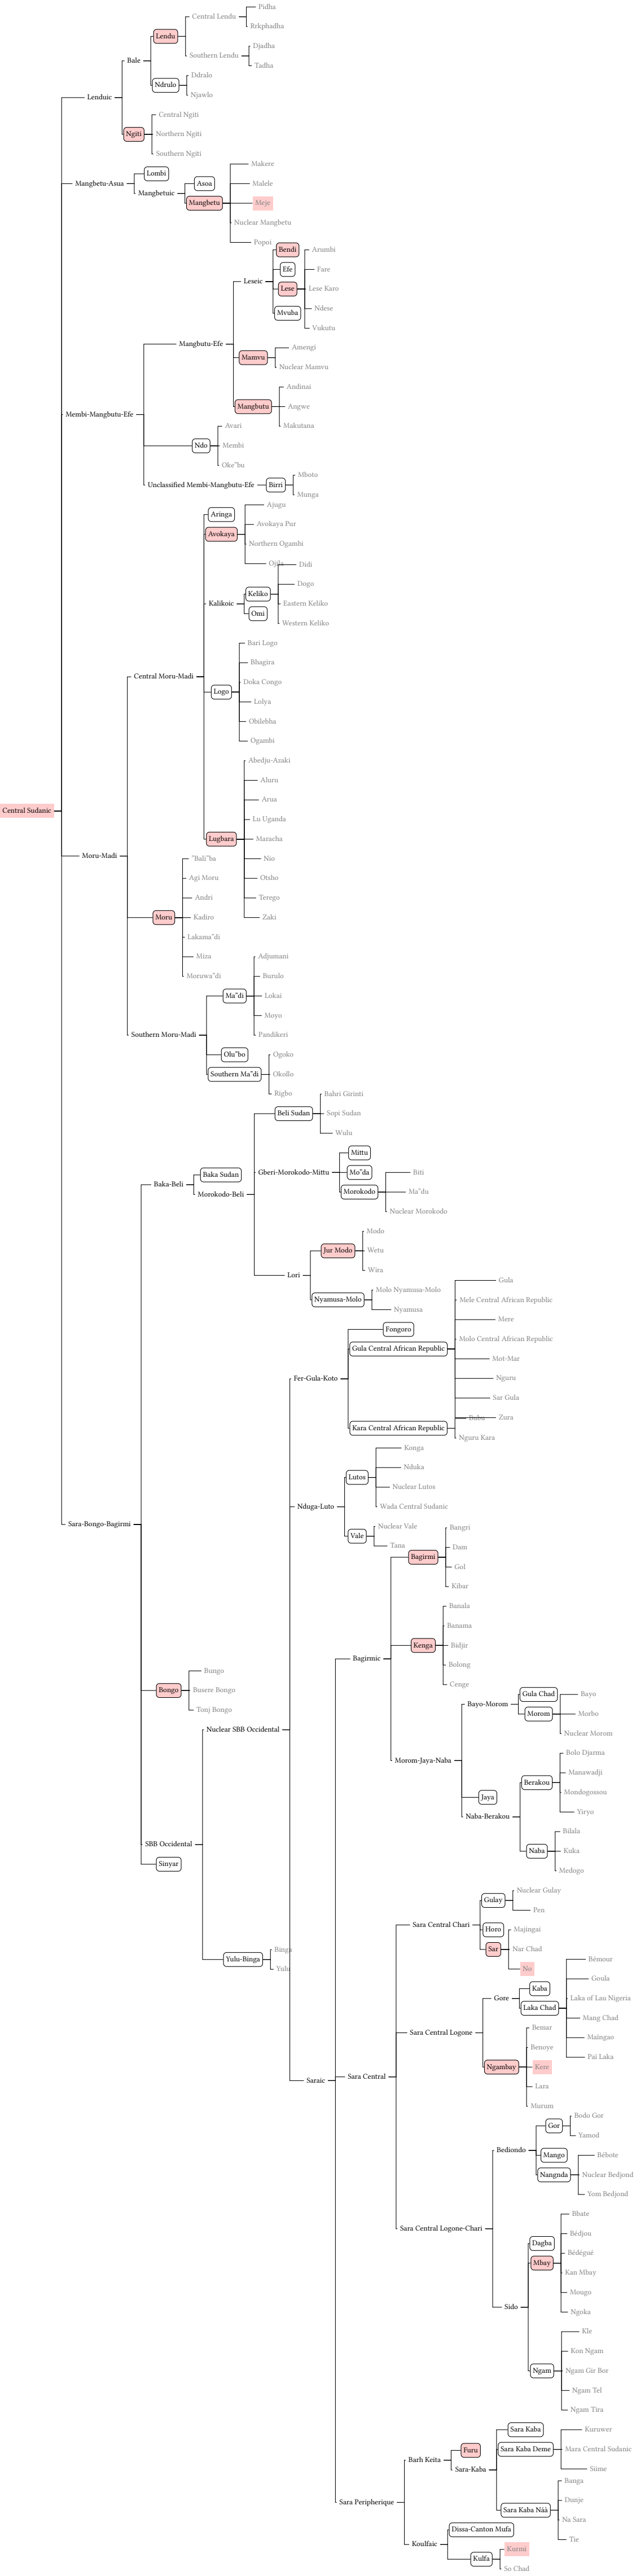 Pidha
Central Lendu
Rrkphadha
Lendu
Djadha
Southern Lendu
Bale
Tadha
Ddralo
Ndrulo
Njawlo
Lenduic
Central Ngiti
Ngiti
Northern Ngiti
Southern Ngiti
Makere
Lombi
Mangbetu-Asua
Asoa
Malele
Mangbetuic
Mangbetu
Meje
Nuclear Mangbetu
Popoi
Bendi
Arumbi
Efe
Fare
Leseic
Lese
Lese Karo
Ndese
Mvuba
Vukutu
Mangbutu-Efe
Amengi
Mamvu
Nuclear Mamvu
Andinai
Mangbutu
Angwe
Membi-Mangbutu-Efe
Makutana
Avari
Ndo
Membi
Oke"bu
Mboto
Unclassified Membi-Mangbutu-Efe
Birri
Munga
Ajugu
Aringa
Avokaya Pur
Avokaya
Northern Ogambi
Didi
Dogo
Keliko
Kalikoic
Eastern Keliko
Omi
Western Keliko
Bari Logo
Bhagira
Central Moru-Madi
Doka Congo
Logo
Lolya
Obilebha
Ogambi
Abedju-Azaki
Aluru
Arua
Central Sudanic
Lu Uganda
Lugbara
Maracha
Moru-Madi
"Bali"ba
Nio
Agi Moru
Otsho
Andri
Terego
Moru
Kadiro
Zaki
Lakama"di
Miza
Adjumani
Moruwa"di
Burulo
Ma"di
Lokai
Moyo
Southern Moru-Madi
Pandikeri
Olu"bo
Ogoko
Southern Ma"di
Okollo
Rigbo
Bahri Girinti
Beli Sudan
Sopi Sudan
Wulu
Mittu
Gberi-Morokodo-Mittu
Mo"da
Biti
Baka Sudan
Baka-Beli
Morokodo-Beli
Morokodo
Ma"du
Nuclear Morokodo
Modo
Jur Modo
Wetu
Wira
Lori
Molo Nyamusa-Molo
Gula
Nyamusa-Molo
Nyamusa
Mele Central African Republic
Mere
Fongoro
Molo Central African Republic
Gula Central African Republic
Mot-Mar
Fer-Gula-Koto
Nguru
Sar Gula
Zura
Kara Central African Republic
Nguru Kara
Konga
Nduka
Lutos
Nuclear Lutos
Nduga-Luto
Wada Central Sudanic
Sara-Bongo-Bagirmi
Nuclear Vale
Vale
Tana
Bangri
Dam
Bagirmi
Gol
Kibar
Banala
Banama
Kenga
Bidjir
Bagirmic
Bolong
Cenge
Bungo
Bongo
Busere Bongo
Gula Chad
Bayo
Bayo-Morom
Tonj Bongo
Morom
Morbo
Nuclear SBB Occidental
Nuclear Morom
Bolo Djarma
Morom-Jaya-Naba
Manawadji
Berakou
Mondogossou
Jaya
Yiryo
Naba-Berakou
Bilala
SBB Occidental
Naba
Kuka
Sinyar
Medogo
Nuclear Gulay
Gulay
Pen
Sara Central Chari
Horo
Majingai
Sar
Nar Chad
Binga
Yulu-Binga
Bémour
Yulu
No
Goula
Kaba
Gore
Laka of Lau Nigeria
Laka Chad
Mang Chad
Bemar
Sara Central Logone
Maingao
Benoye
Pai Laka
Ngambay
Kere
Sara Central
Saraic
Lara
Murum
Bodo Gor
Gor
Yamod
Bediondo
Mango
Bébote
Nangnda
Nuclear Bedjond
Yom Bedjond
Bbate
Sara Central Logone-Chari
Bédjou
Dagba
Bédégué
Mbay
Kan Mbay
Mougo
Sido
Ngoka
Kle
Kon Ngam
Ngam
Ngam Gir Bor
Ngam Tel
Ngam Tira
Sara Kaba
Kuruwer
Furu
Sara Kaba Deme
Mara Central Sudanic
Barh Keita
Sara-Kaba
Siime
Banga
Dunje
Sara Peripherique
Sara Kaba Náà
Na Sara
Tie
Dissa-Canton Mufa
Koulfaic
Kurmi
Kulfa
So Chad